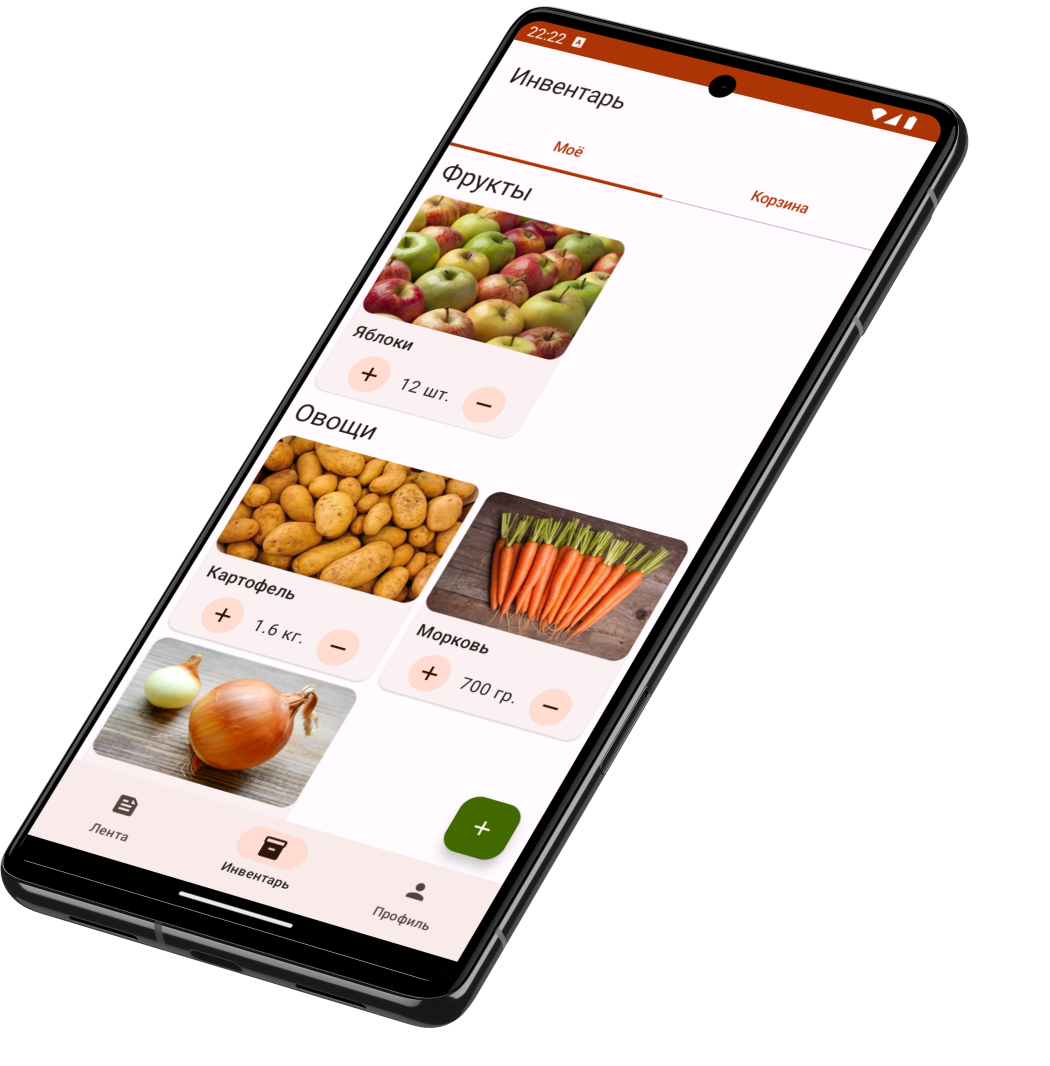 22:22
Инвентарь
Моё
Корзина
Фрукты
Яблоки
+ 12 шт. −
Овощи
Картофель
+ 1.6 кг. −
Морковь
+ 700 гр. −
+
Лента
Инвентарь
Профиль